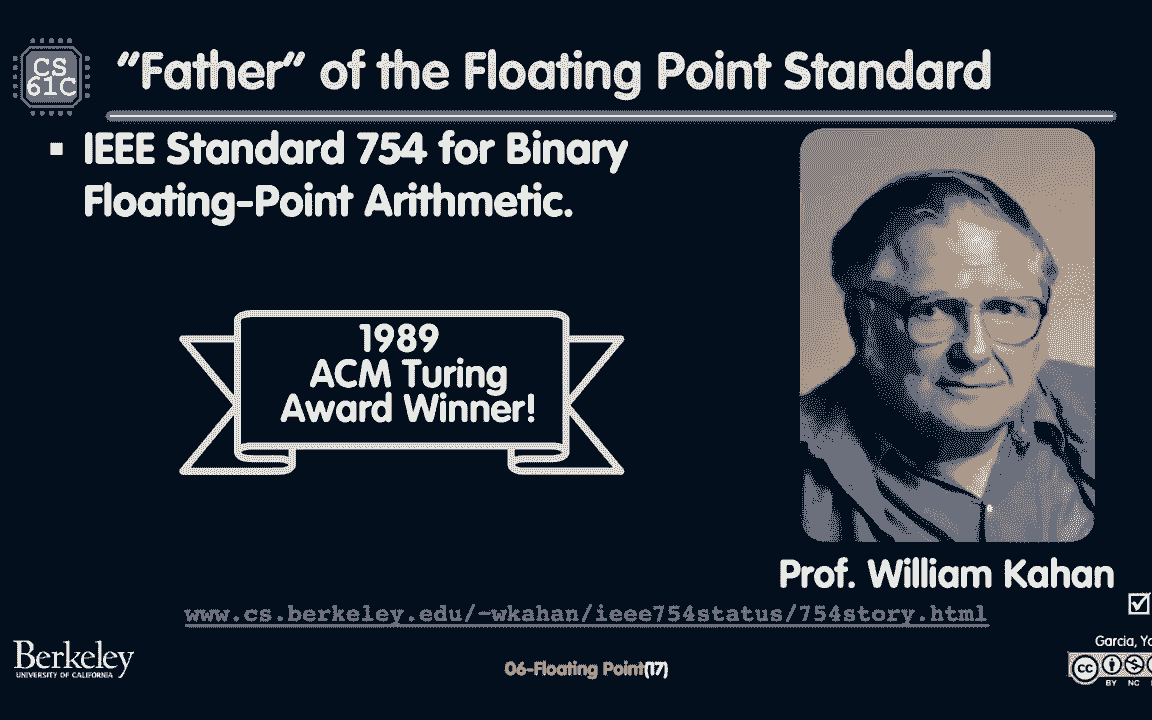 CS
61C
"Father" of the Floating Point Standard
▪ IEEE Standard 754 for Binary
Floating-Point Arithmetic.
1989
ACM Turing
Award Winner!
Prof. William Kahan
www.cs.berkeley.edu/~wkahan/ieee754status/754story.html
Berkeley
UNIVERSITY OF CALIFORNIA
06-Floating Point(17)
Garcia,
cc
BY NC